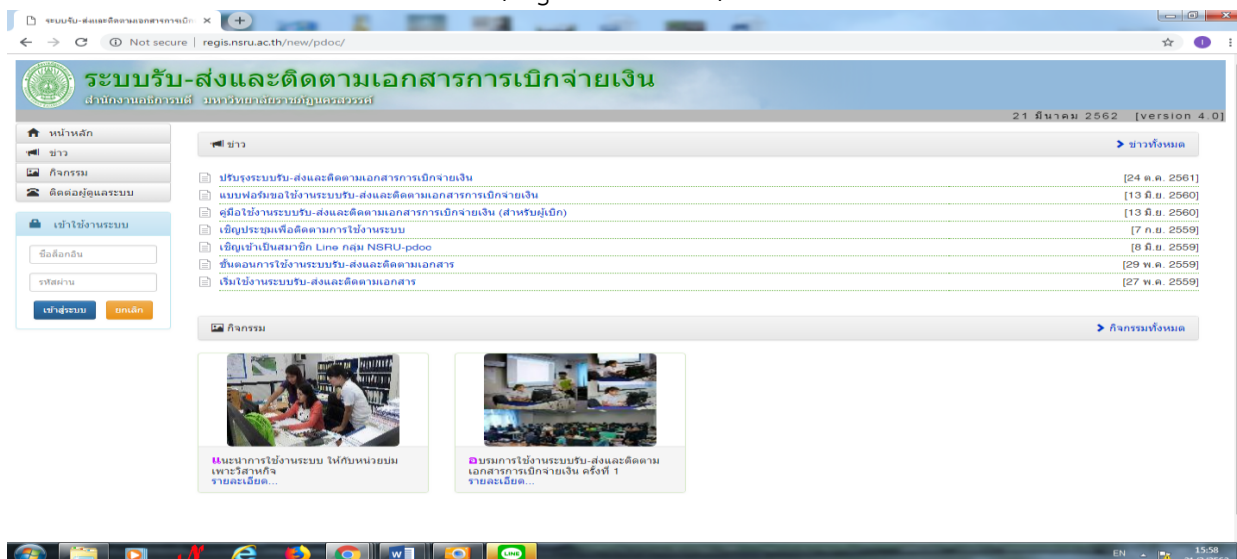 ระบบรับ-ส่งและติดตามเอกสารการเบิก
Not secure | regis.nsru.ac.th/new/pdoc/
ระบบรับ-ส่งและติดตามเอกสารการเบิกจ่ายเงิน
สำนักงานอธิการบดี มหาวิทยาลัยราชภัฏนครสวรรค์
21 มีนาคม 2562 [version 4.0]
หน้าหลัก
ข่าว
กิจกรรม
ติดต่อผู้ดูแลระบบ
เข้าใช้งานระบบ
ชื่อล็อกอิน
รหัสผ่าน
เข้าสู่ระบบ ยกเลิก
ข่าว ข่าวทั้งหมด
ปรับรุงระบบรับ-ส่งและติดตามเอกสารการเบิกจ่ายเงิน [24 ต.ค. 2561]
แบบฟอร์มขอใช้งานระบบรับ-ส่งและติดตามเอกสารการเบิกจ่ายเงิน [13 มิ.ย. 2560]
คู่มือใช้งานระบบรับ-ส่งและติดตามเอกสารการเบิกจ่ายเงิน (สำหรับผู้เบิก) [13 มิ.ย. 2560]
เชิญประชุมเพื่อติดตามการใช้งานระบบ [7 ก.ย. 2559]
เชิญเข้าเป็นสมาชิก Line กลุ่ม NSRU-pdoc [8 มิ.ย. 2559]
ขั้นตอนการใช้งานระบบรับ-ส่งและติดตามเอกสาร [29 พ.ค. 2559]
เริ่มใช้งานระบบรับ-ส่งและติดตามเอกสาร [27 พ.ค. 2559]
กิจกรรม กิจกรรมทั้งหมด
แนะนำการใช้งานระบบ ให้กับหน่วยบ่ม
เพาะวิสาหกิจ
รายละเอียด...
อบรมการใช้งานระบบรับ-ส่งและติดตาม
เอกสารการเบิกจ่ายเงิน ครั้งที่ 1
รายละเอียด...
LINE
EN
15:58